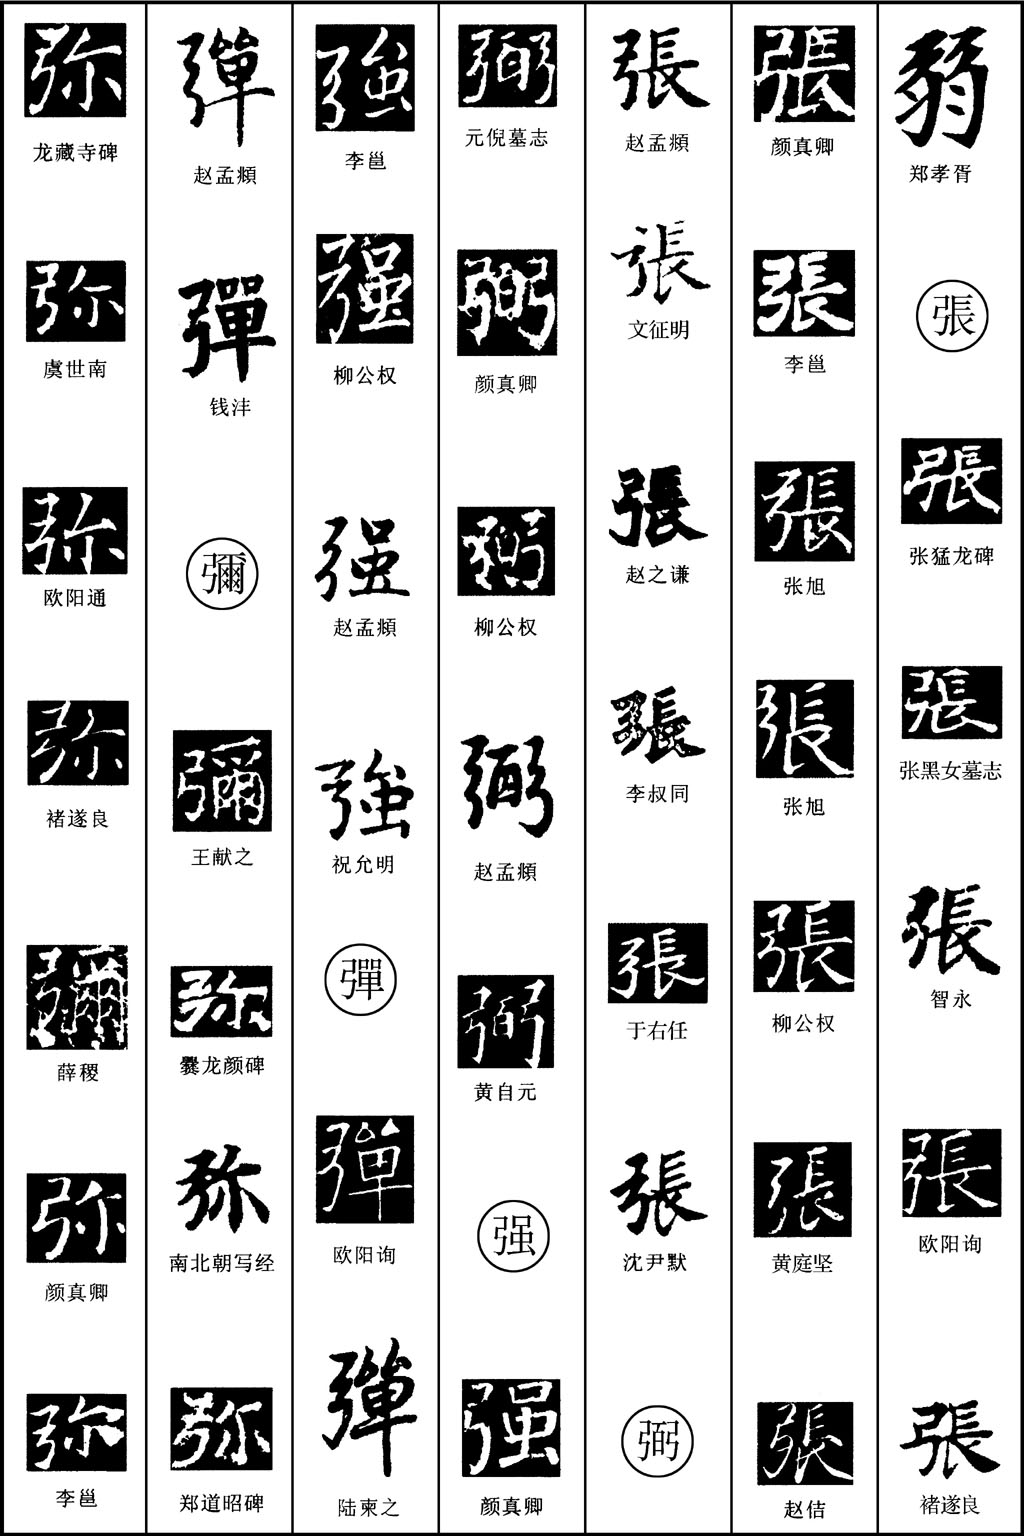 弱
郑孝胥
張
張
张猛龙碑
張
张黑女墓志
張
智永
張
欧阳询
張
褚遂良
張
颜真卿
張
李邕
張
张旭
張
张旭
張
柳公权
張
黄庭坚
張
赵佶
張
赵孟頫
張
文征明
張
赵之谦
張
李叔同
張
于右任
張
沈尹默
弼
弼
元倪墓志
弼
颜真卿
弼
柳公权
弼
赵孟頫
弼
黄自元
强
强
颜真卿
強
李邕
强
柳公权
强
赵孟頫
強
祝允明
彈
彈
欧阳询
彈
陆柬之
彈
赵孟頫
彈
钱沣
彌
彌
王献之
弥
爨龙颜碑
弥
南北朝写经
弥
郑道昭碑
弥
龙藏寺碑
弥
虞世南
弥
欧阳通
弥
褚遂良
彌
薛稷
弥
颜真卿
弥
李邕